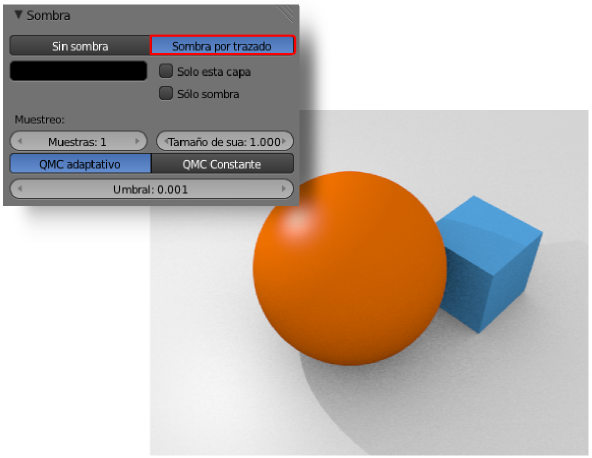 Sombra
Sin sombra
Sombra por trazado
Solo esta capa
Sólo sombra
Muestreo:
Muestras: 1
Tamaño de sua: 1.000
QMC adaptativo
QMC Constante
Umbral: 0.001